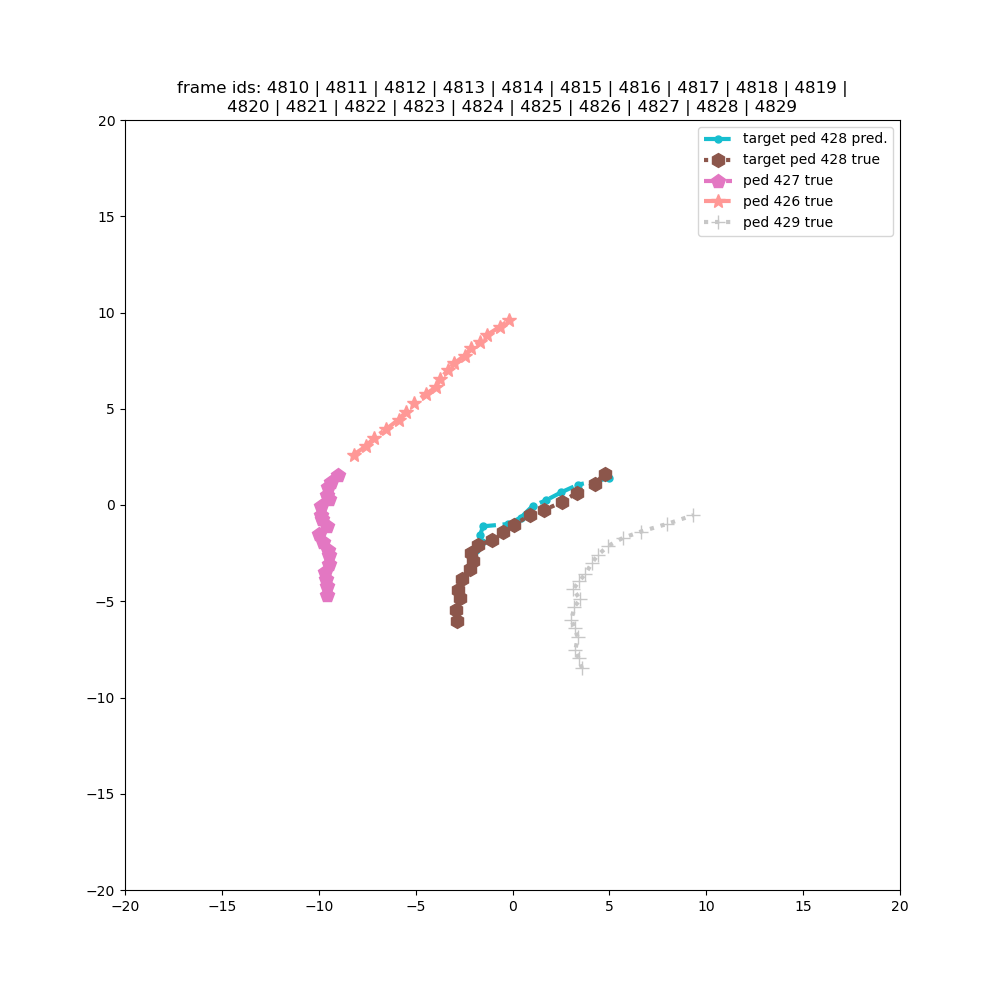 frame ids: 4810 | 4811 | 4812 | 4813 | 4814 | 4815 | 4816 | 4817 | 4818 | 4819 |
4820 | 4821 | 4822 | 4823 | 4824 | 4825 | 4826 | 4827 | 4828 | 4829
target ped 428 pred.
target ped 428 true
ped 427 true
ped 426 true
ped 429 true
20
15
10
5
0
−5
−10
−15
−20
−20 −15 −10 −5 0 5 10 15 20